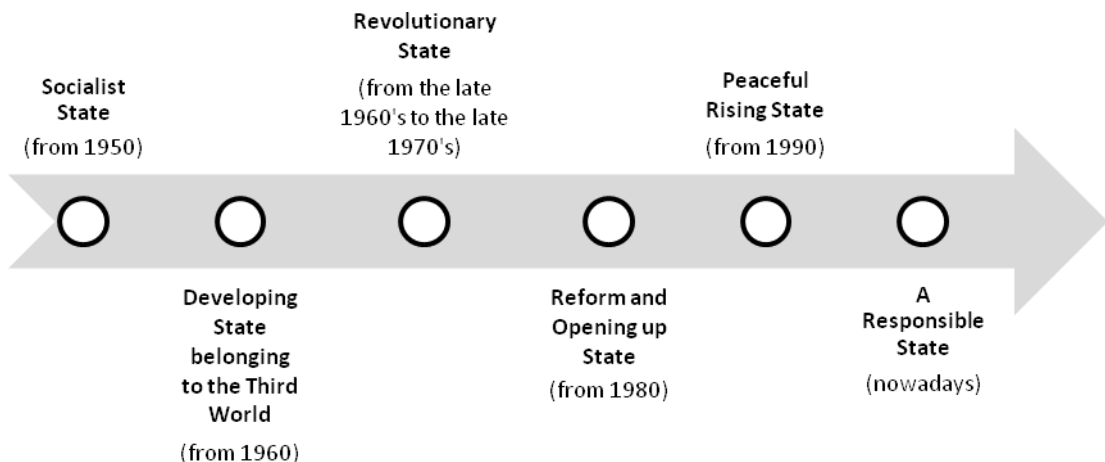 Socialist
State
(from 1950)
Developing
State
belonging
to the Third
World
(from 1960)
Revolutionary
State
(from the late
1960's to the late
1970's)
Reform and
Opening up
State
(from 1980)
Peaceful
Rising State
(from 1990)
A
Responsible
State
(nowadays)